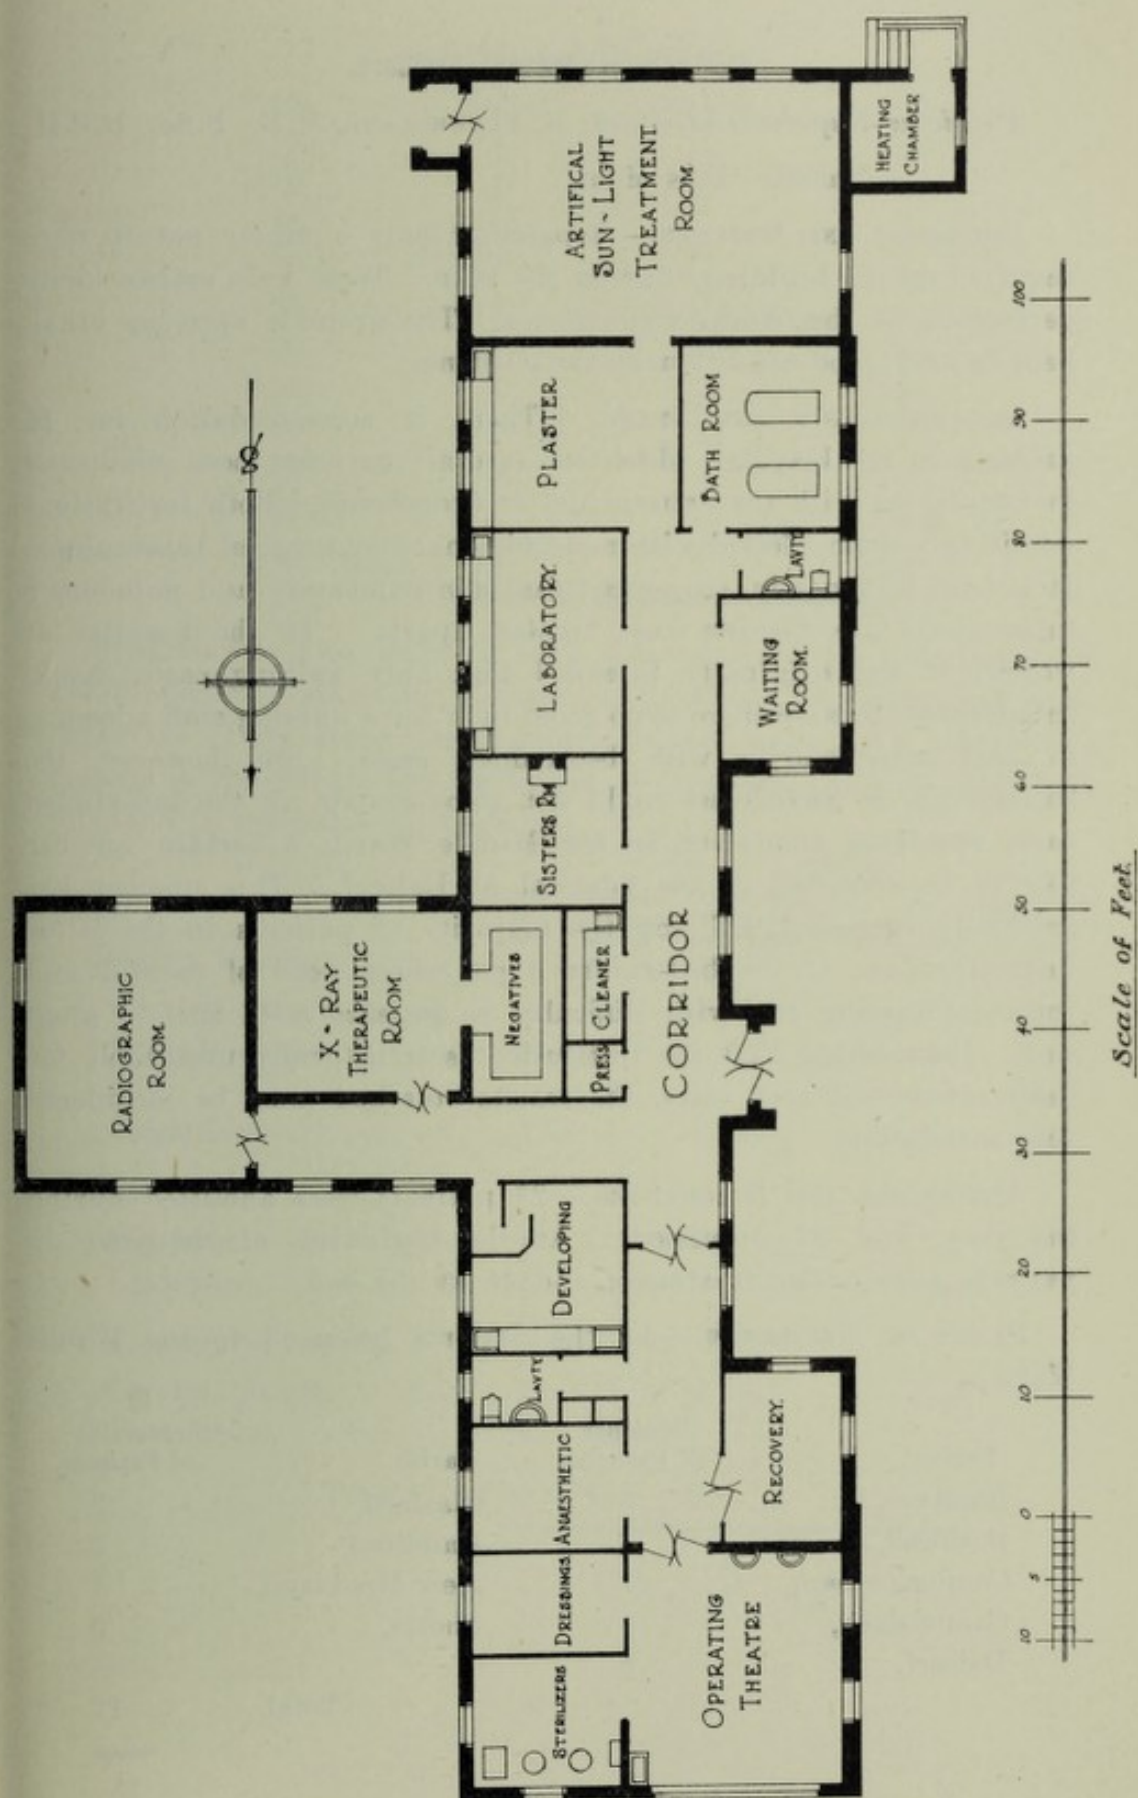 HEATING
CHAMBER
ARTIFICAL
SUN-LIGHT
TREATMENT
ROOM
PLASTER
BATH ROOM
LAVTY
LABORATORY.
WAITING
ROOM.
SISTERS RM
RADIOGRAPHIC
ROOM.
X-RAY
THERAPEUTIC
ROOM
NEGATIVES
CLEANER
PRESS
CORRIDOR
DEVELOPING
LAVTY
ANAESTHETIC
RECOVERY.
DRESSINGS
STERILIZERS
OPERATING
THEATRE
10 5 0 10 20 30 40 50 60 70 80 90 100
Scale of Feet.